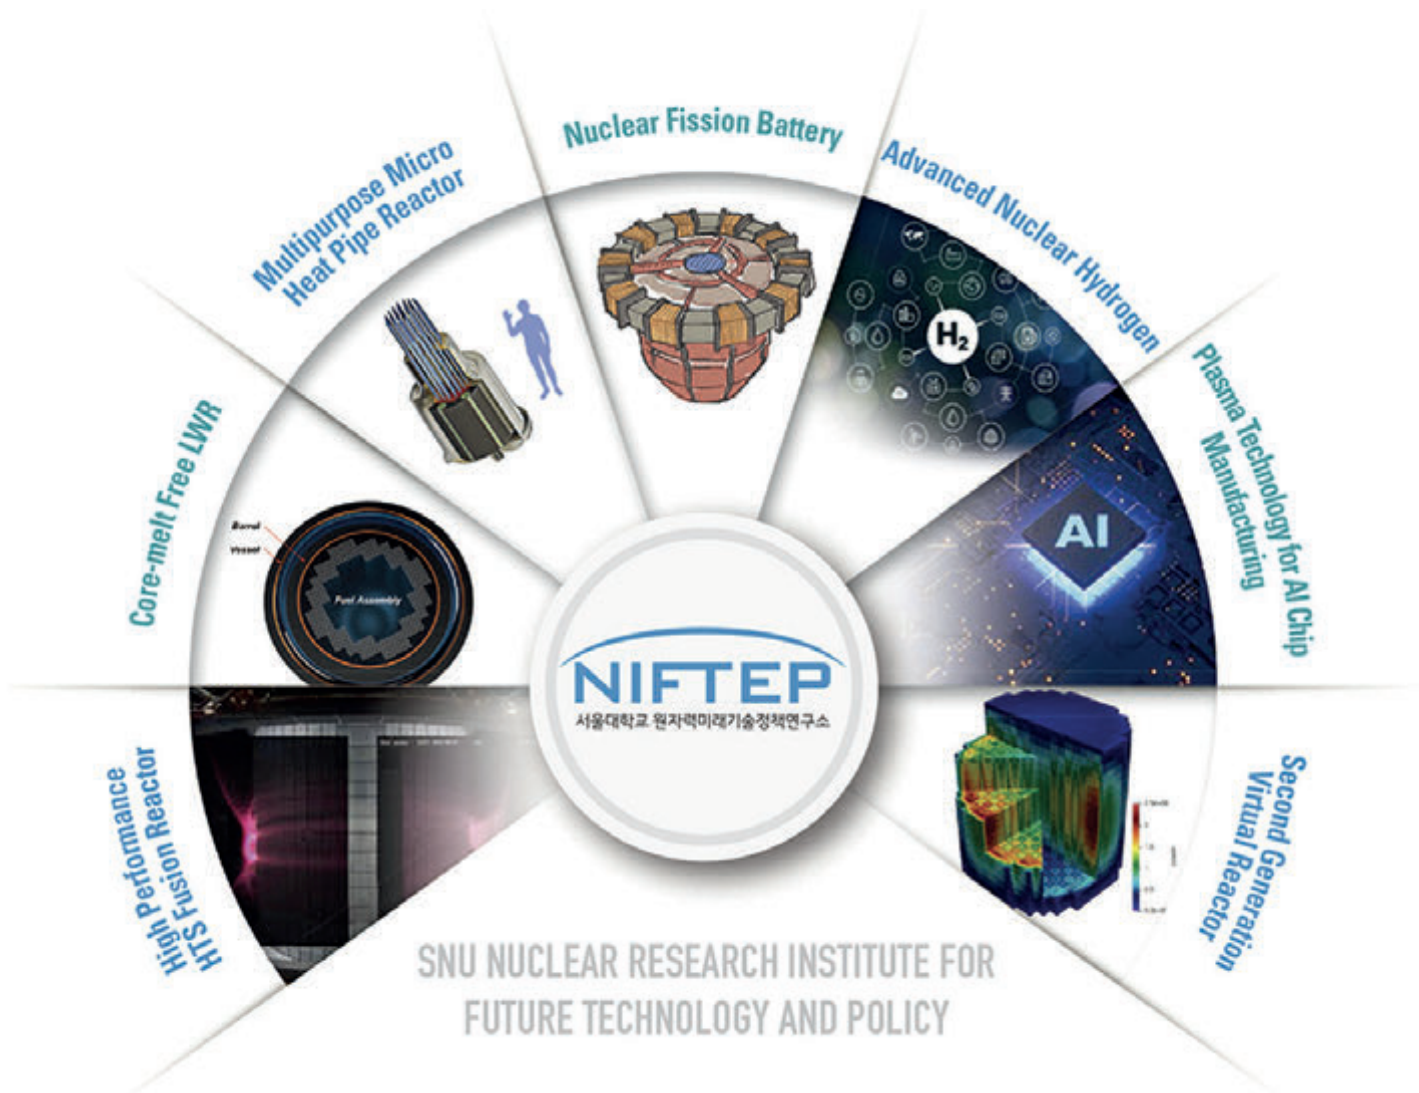 Nuclear Fission Battery
Multipurpose Micro
Heat Pipe Reactor
Advanced Nuclear Hydrogen
H₂
Core-melt Free LWR
Barrel
Vessel
Fuel Assembly
Plasma Technology for AI Chip
Manufacturing
AI
NIFTEP
서울대학교 원자력미래기술정책연구소
High Performance
HTS Fusion Reactor
Second Generation
Virtual Reactor
SNU NUCLEAR RESEARCH INSTITUTE FOR
FUTURE TECHNOLOGY AND POLICY